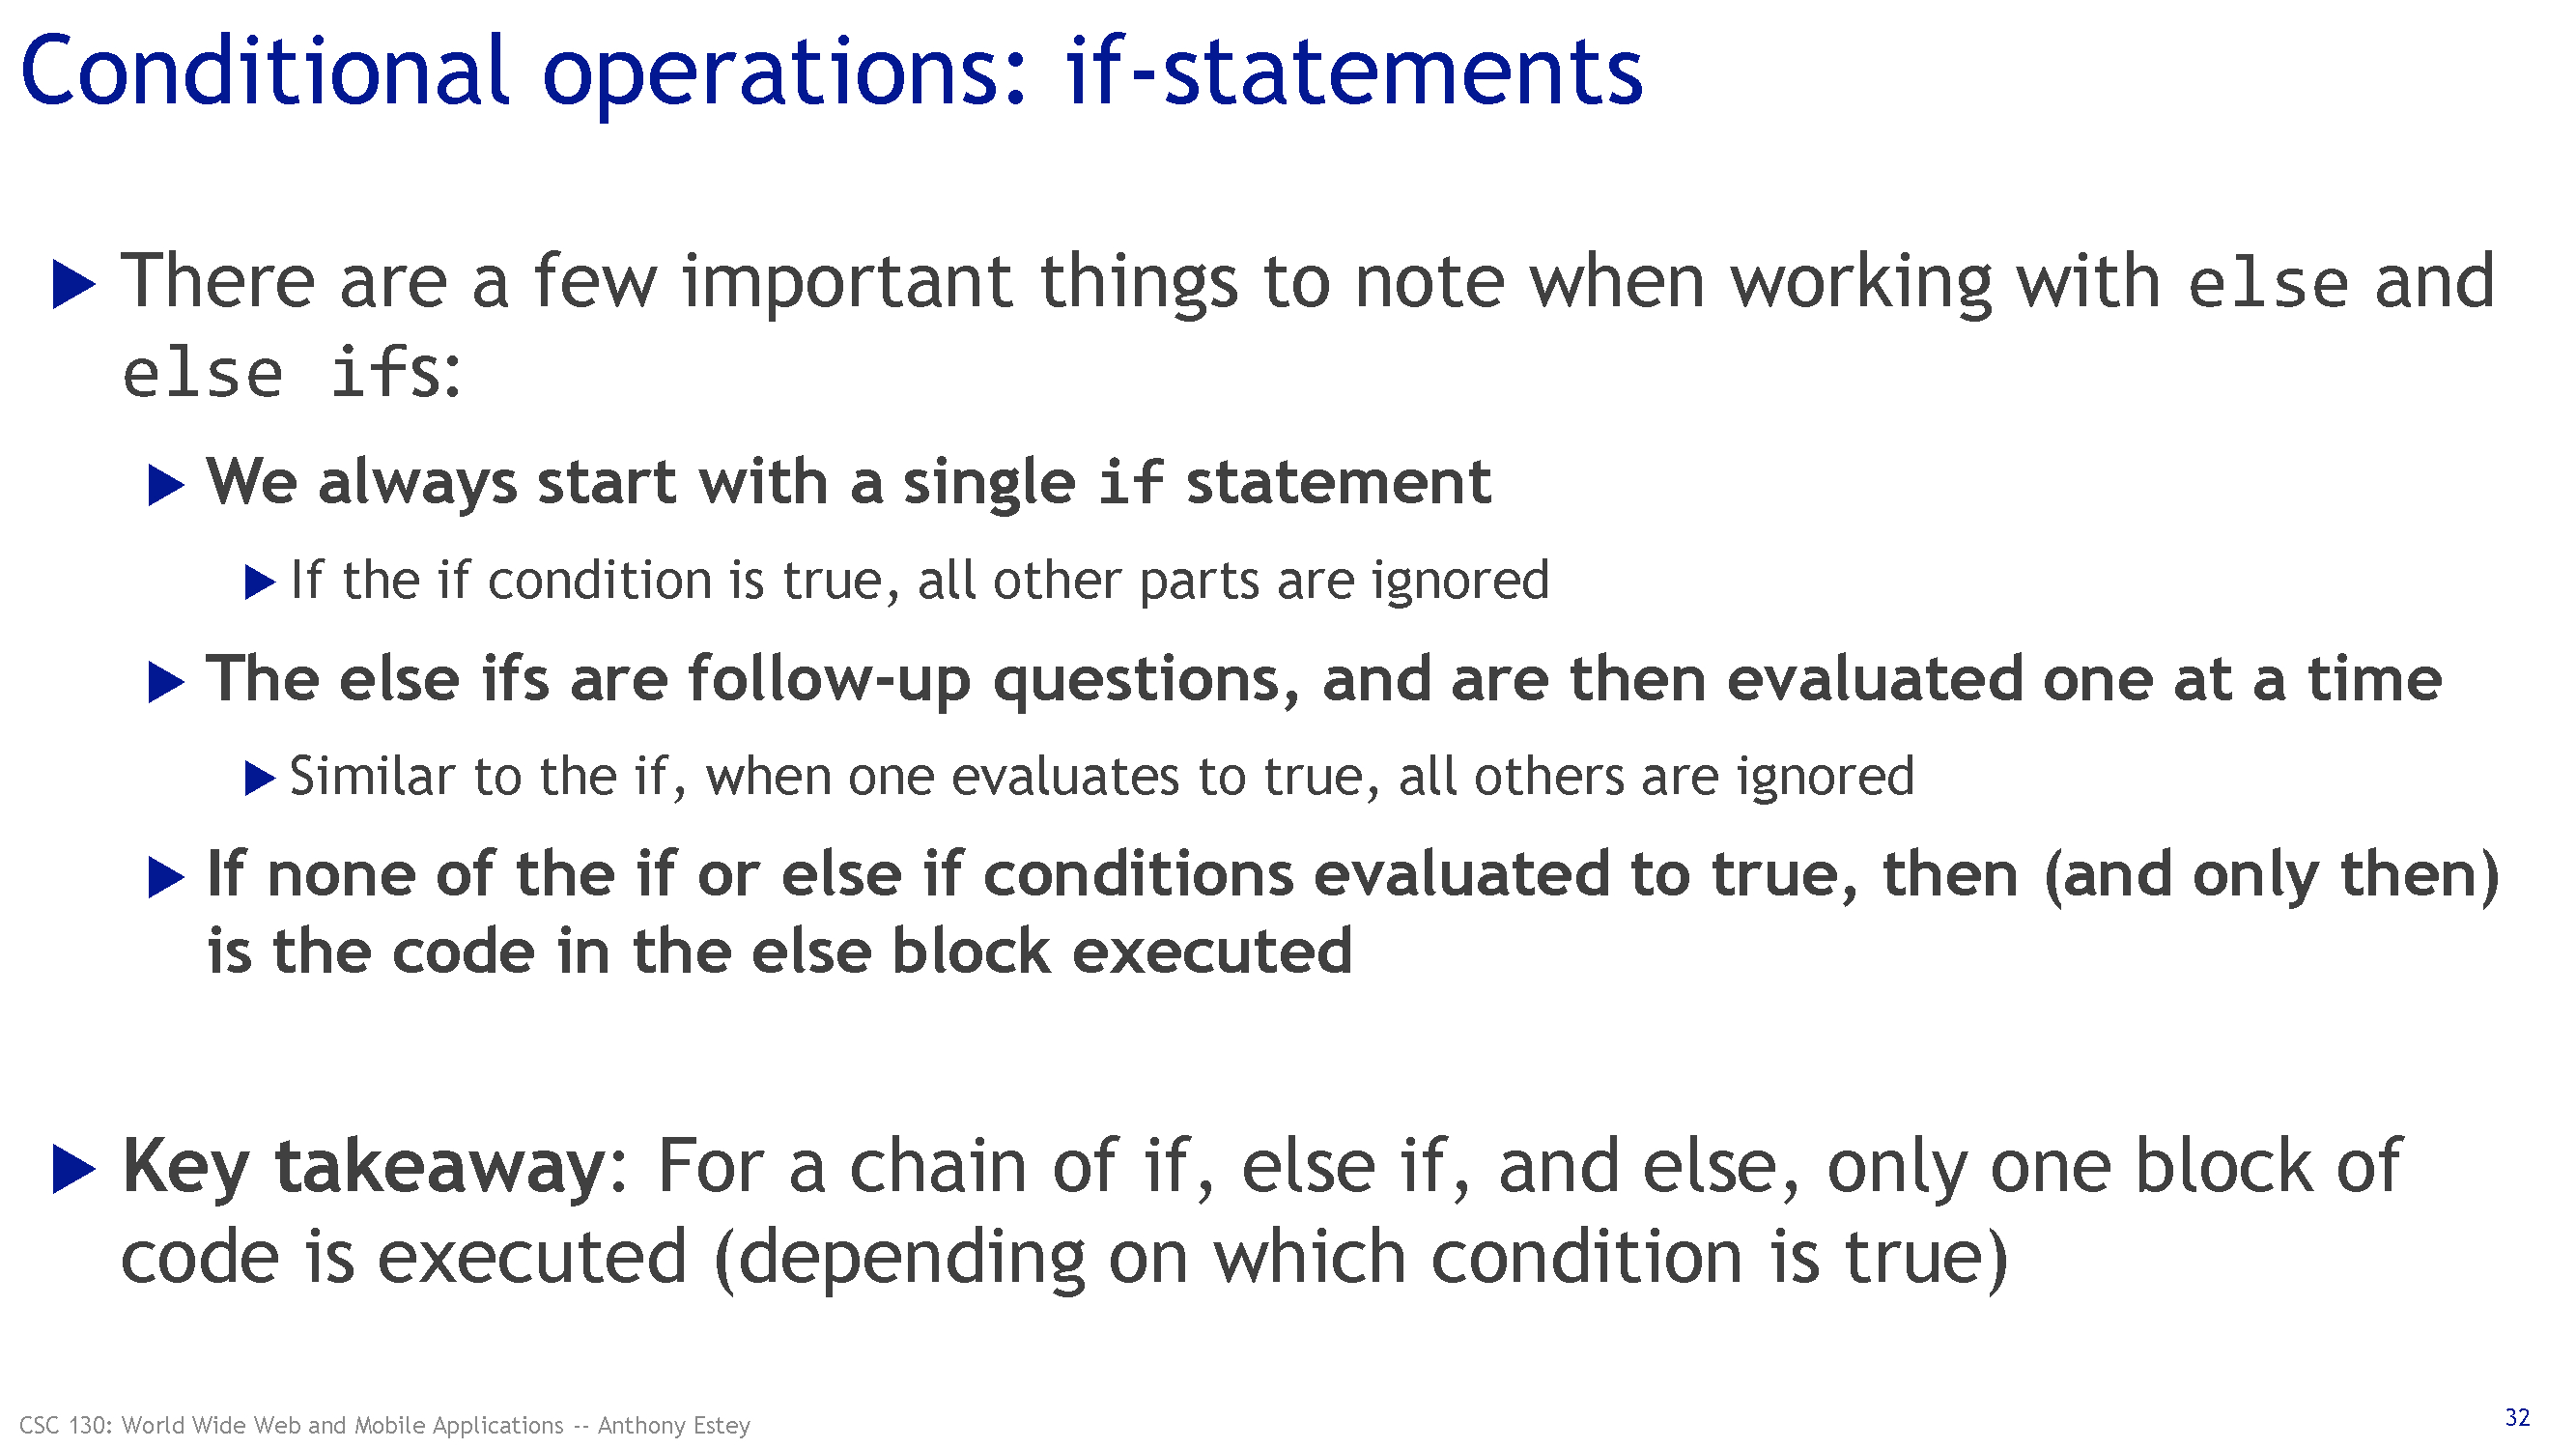 Conditional operations: if-statements
There are a few important things to note when working with else and
else ifs:
We always start with a single if statement
If the if condition is true, all other parts are ignored
The else ifs are follow-up questions, and are then evaluated one at a time
Similar to the if, when one evaluates to true, all others are ignored
If none of the if or else if conditions evaluated to true, then (and only then)
is the code in the else block executed
Key takeaway: For a chain of if, else if, and else, only one block of
code is executed (depending on which condition is true)
CSC 130: World Wide Web and Mobile Applications -- Anthony Estey
32